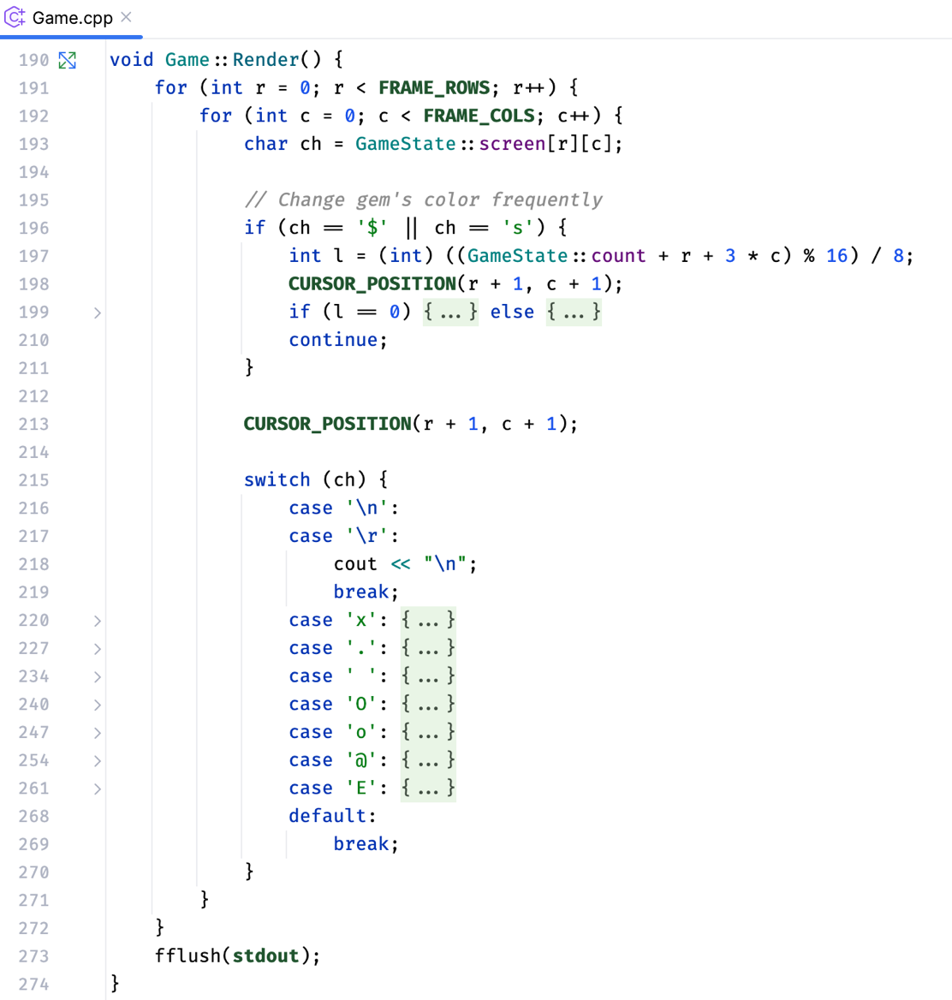 Game.cpp
190 void Game::Render() {
191 for (int r = 0; r < FRAME_ROWS; r++) {
192 for (int c = 0; c < FRAME_COLS; c++) {
193 char ch = GameState::screen[r][c];
194
195 // Change gem's color frequently
196 if (ch == '$' || ch == 's') {
197 int l = (int) ((GameState::count + r + 3 * c) % 16) / 8;
198 CURSOR_POSITION(r + 1, c + 1);
199 if (l == 0) {...} else {...}
210 continue;
211 }
212
213 CURSOR_POSITION(r + 1, c + 1);
214
215 switch (ch) {
216 case '\n':
217 case '\r':
218 cout << "\n";
219 break;
220 case 'x': {...}
227 case '.': {...}
234 case ' ': {...}
240 case 'O': {...}
247 case 'o': {...}
254 case '@': {...}
261 case 'E': {...}
268 default:
269 break;
270 }
271 }
272 }
273 fflush(stdout);
274 }